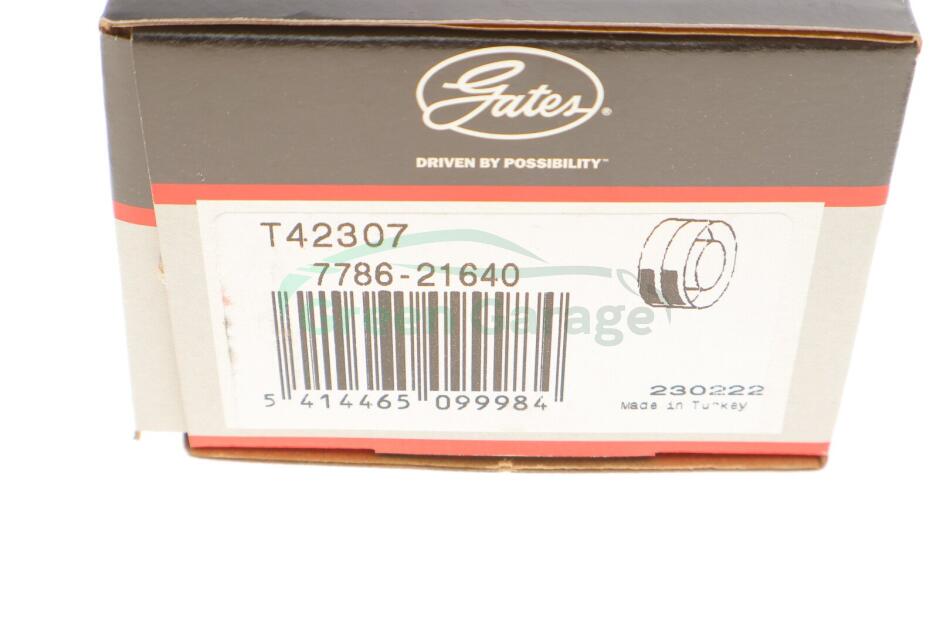 Gates®
DRIVEN BY POSSIBILITY™
T42307
7786-21640
Green Garage
5 414465 099984
230222
Made in Turkey